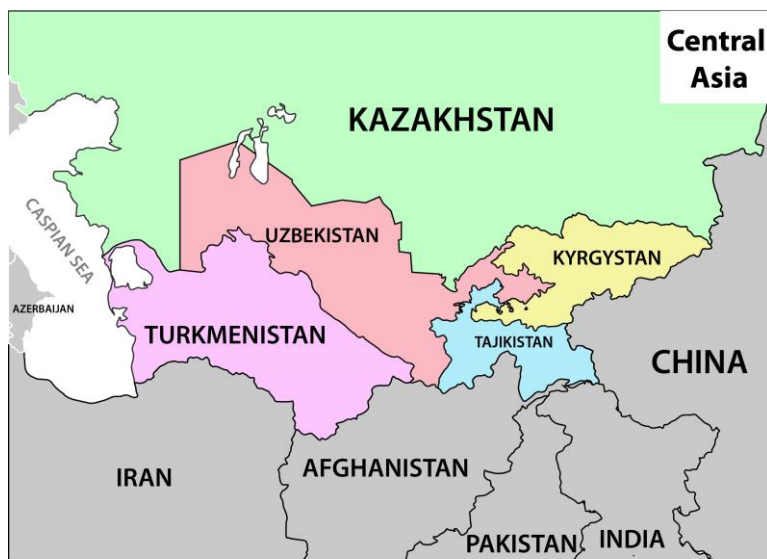 Central
Asia
KAZAKHSTAN
CASPIAN SEA
UZBEKISTAN
KYRGYSTAN
AZERBAIJAN
TURKMENISTAN
TAJIKISTAN
CHINA
IRAN
AFGHANISTAN
PAKISTAN
INDIA